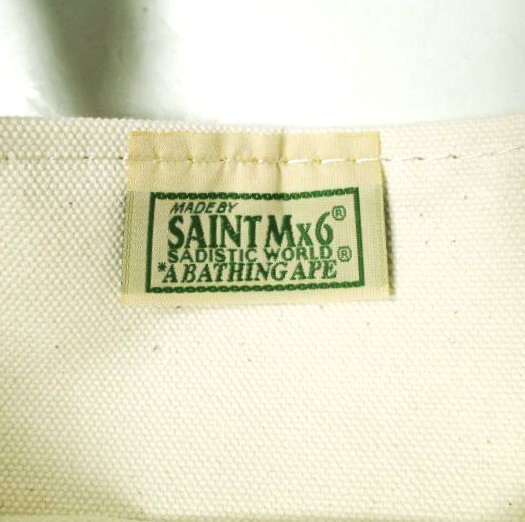 MADE BY
SAINT Mx6®
SADISTIC WORLD®
*A BATHING APE